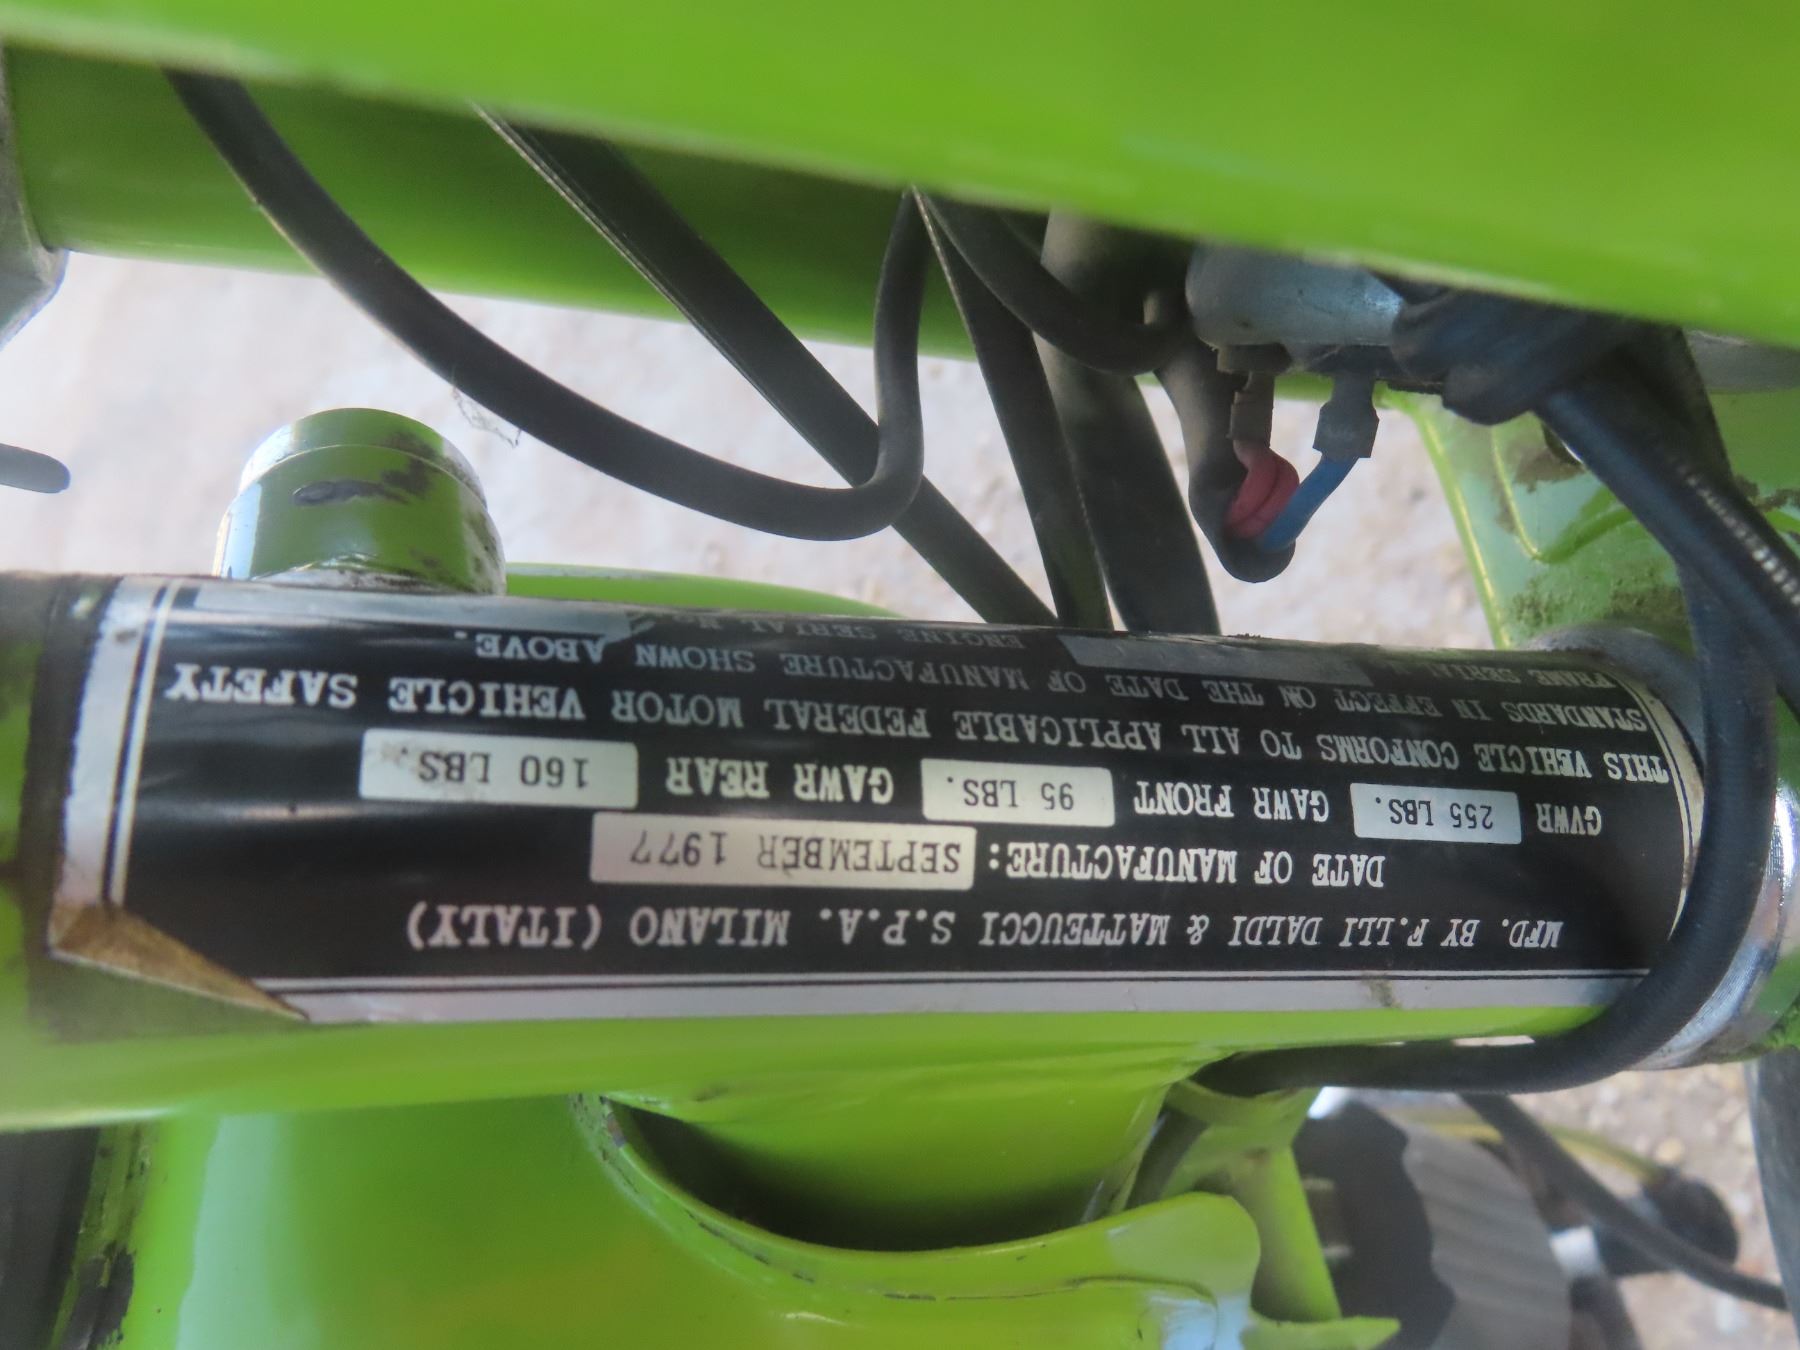 MFD. BY F.LLI DALDI & MATTEUCCI S.P.A. MILANO (ITALY)
DATE OF MANUFACTURE: SEPTEMBER 1977
GVWR 255 LBS. GAWR FRONT 95 LBS. GAWR REAR 160 LBS.
THIS VEHICLE CONFORMS TO ALL APPLICABLE FEDERAL MOTOR VEHICLE SAFETY
STANDARDS IN EFFECT ON THE DATE OF MANUFACTURE SHOWN ABOVE.
FRAME SERIAL ENGINE SERIAL No.